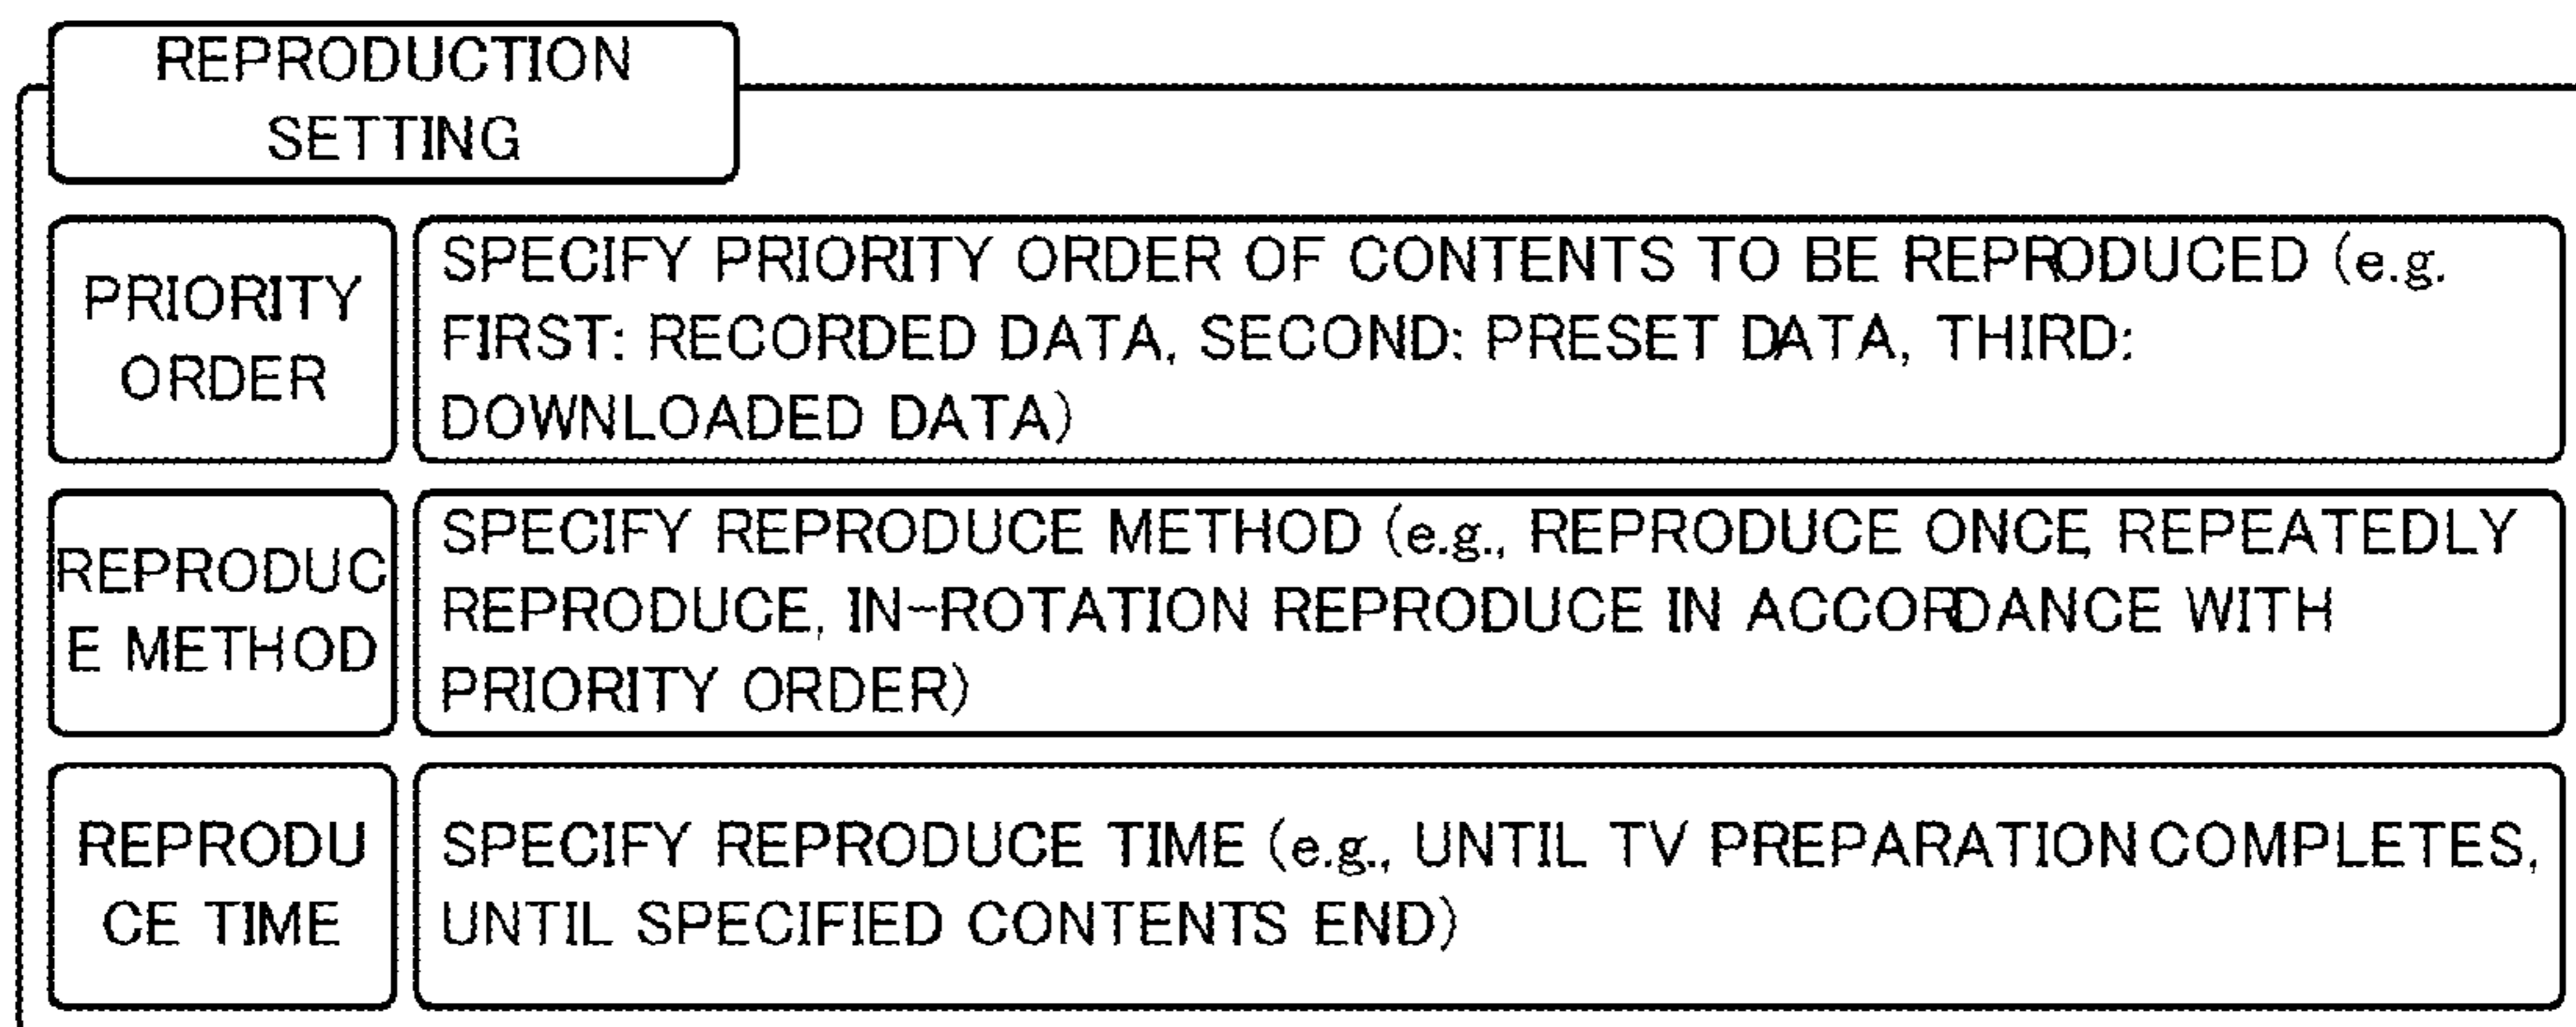 REPRODUCTION
SETTING
PRIORITY
ORDER
SPECIFY PRIORITY ORDER OF CONTENTS TO BE REPRODUCED (e.g.
FIRST: RECORDED DATA, SECOND: PRESET DATA, THIRD:
DOWNLOADED DATA)
REPRODUC
E METHOD
SPECIFY REPRODUCE METHOD (e.g., REPRODUCE ONCE, REPEATEDLY
REPRODUCE, IN-ROTATION REPRODUCE IN ACCORDANCE WITH
PRIORITY ORDER)
REPRODU
CE TIME
SPECIFY REPRODUCE TIME (e.g., UNTIL TV PREPARATION COMPLETES,
UNTIL SPECIFIED CONTENTS END)